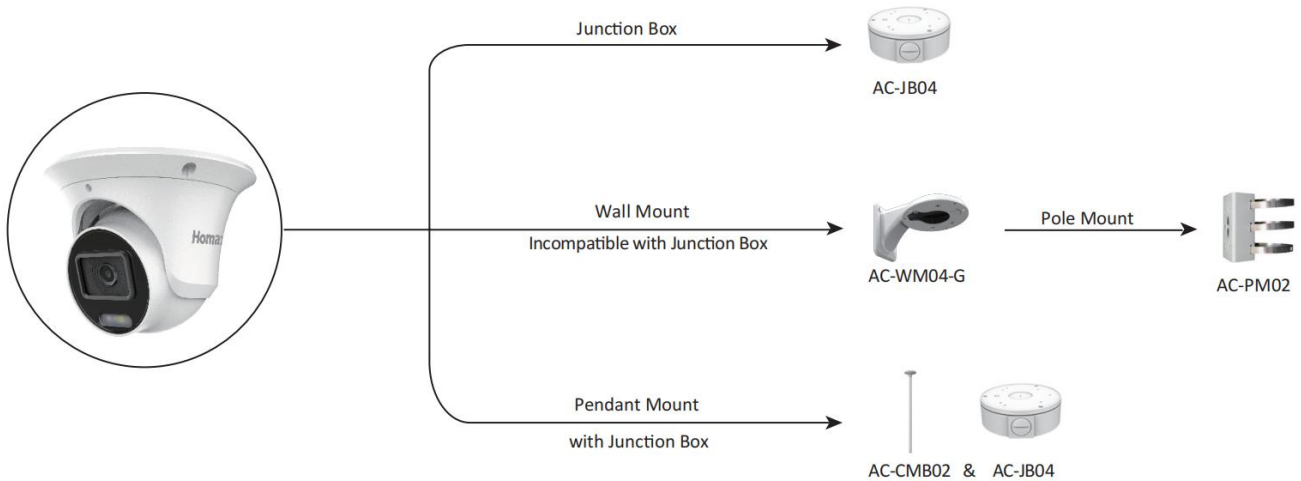 Junction Box
AC-JB04
Homa
Wall Mount
Incompatible with Junction Box
AC-WM04-G
Pole Mount
AC-PM02
Pendant Mount
with Junction Box
AC-CMB02 & AC-JB04